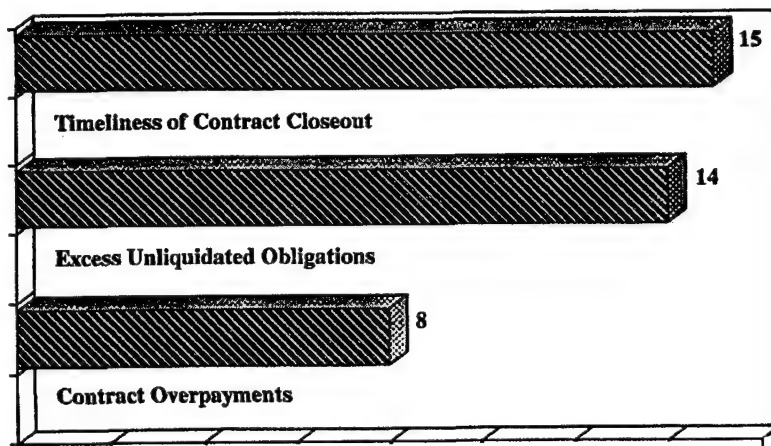 15
Timeliness of Contract Closeout
14
Excess Unliquidated Obligations
8
Contract Overpayments